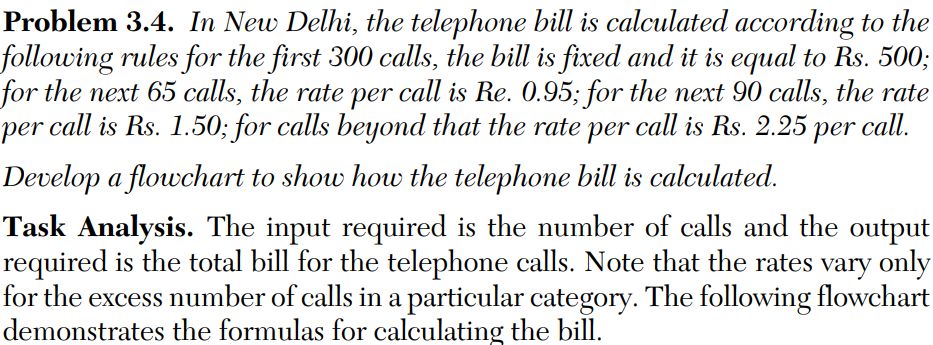 Problem 3.4. In New Delhi, the telephone bill is calculated according to the
following rules for the first 300 calls, the bill is fixed and it is equal to Rs. 500;
for the next 65 calls, the rate per call is Re. 0.95; for the next 90 calls, the rate
per call is Rs. 1.50; for calls beyond that the rate per call is Rs. 2.25 per call.
Develop a flowchart to show how the telephone bill is calculated.
Task Analysis. The input required is the number of calls and the output
required is the total bill for the telephone calls. Note that the rates vary only
for the excess number of calls in a particular category. The following flowchart
demonstrates the formulas for calculating the bill.